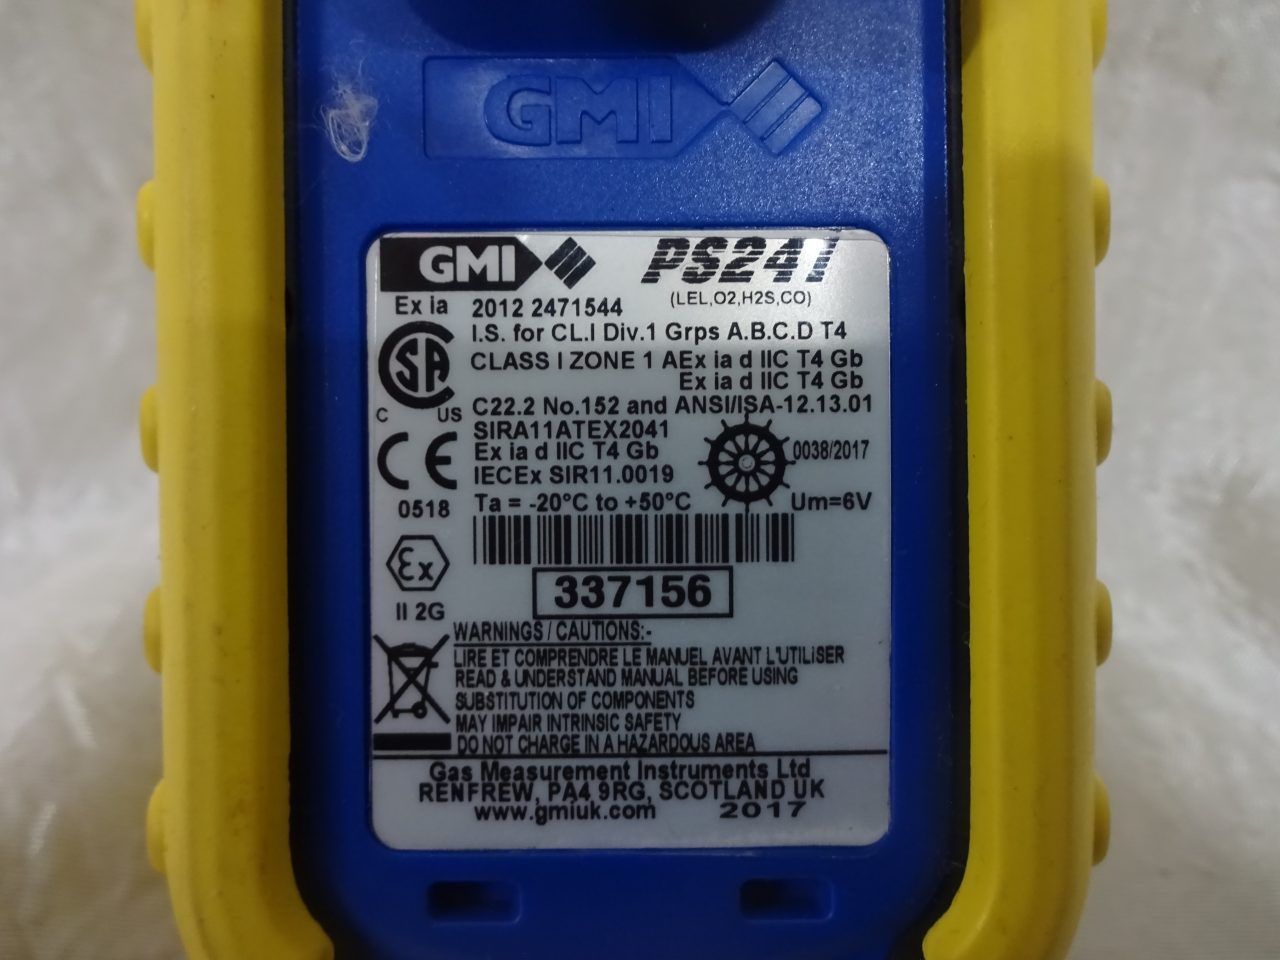 GMI
GMI PS241
(LEL,O2,H2S,CO)
Ex ia 2012 2471544
I.S. for CL.I Div.1 Grps A.B.C.D T4
CSA
CLASS I ZONE 1 AEx ia d IIC T4 Gb
Ex ia d IIC T4 Gb
C US C22.2 No.152 and ANSI/ISA-12.13.01
SIRA11ATEX2041
CE Ex ia d IIC T4 Gb 0038/2017
IECEx SIR11.0019
0518 Ta = -20°C to +50°C Um=6V
Ex
337156
II 2G
WARNINGS / CAUTIONS:-
LIRE ET COMPRENDRE LE MANUEL AVANT L'UTILISER
READ & UNDERSTAND MANUAL BEFORE USING
SUBSTITUTION OF COMPONENTS
MAY IMPAIR INTRINSIC SAFETY
DO NOT CHARGE IN A HAZARDOUS AREA
Gas Measurement Instruments Ltd
RENFREW, PA4 9RG, SCOTLAND UK
www.gmiuk.com 2017